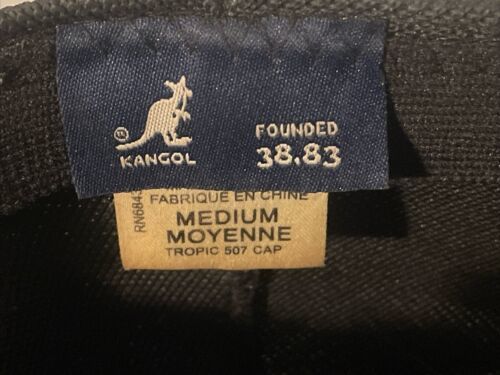 KANGOL
FOUNDED
38.83
FABRIQUE EN CHINE
MEDIUM
MOYENNE
TROPIC 507 CAP